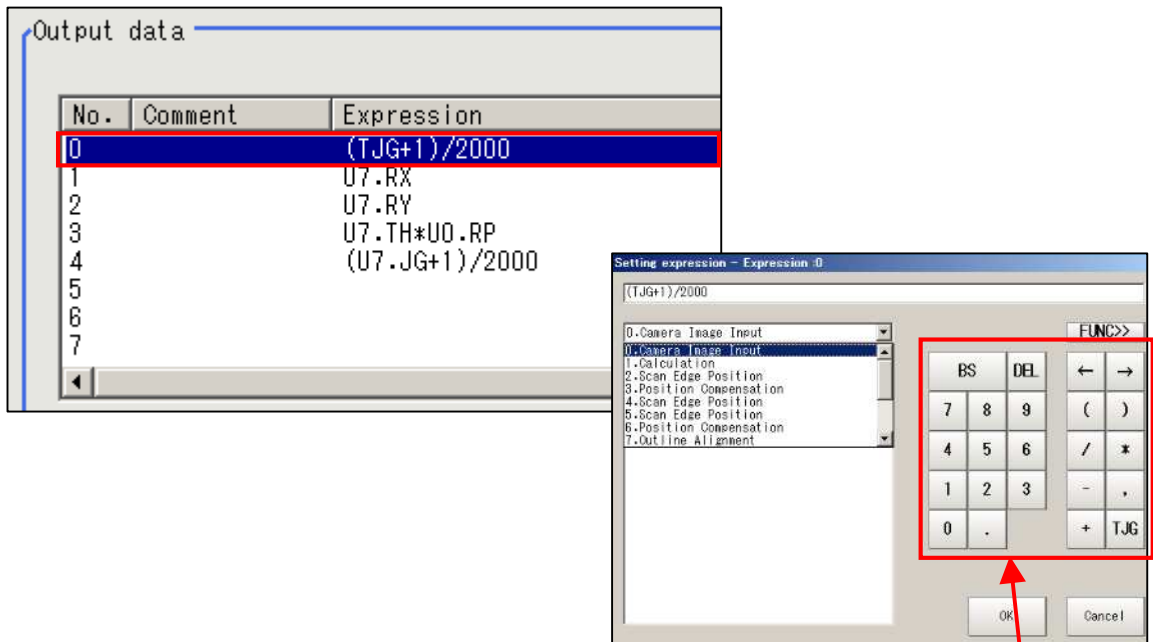 Output data
No. Comment Expression
0 (TJG+1)/2000
1 U7.RX
2 U7.RY
3 U7.TH*U0.RP
4 (U7.JG+1)/2000
5
6
7
Setting expression - Expression :0
(TJG+1)/2000
0.Camera Image Input
FUNC>>
0.Camera Image Input
1.Calculation
2.Scan Edge Position
3.Position Compensation
4.Scan Edge Position
5.Scan Edge Position
6.Position Compensation
7.Outline Alignment
BS DEL ← →
7 8 9 ( )
4 5 6 / *
1 2 3 - ,
0 . + TJG
OK Cancel